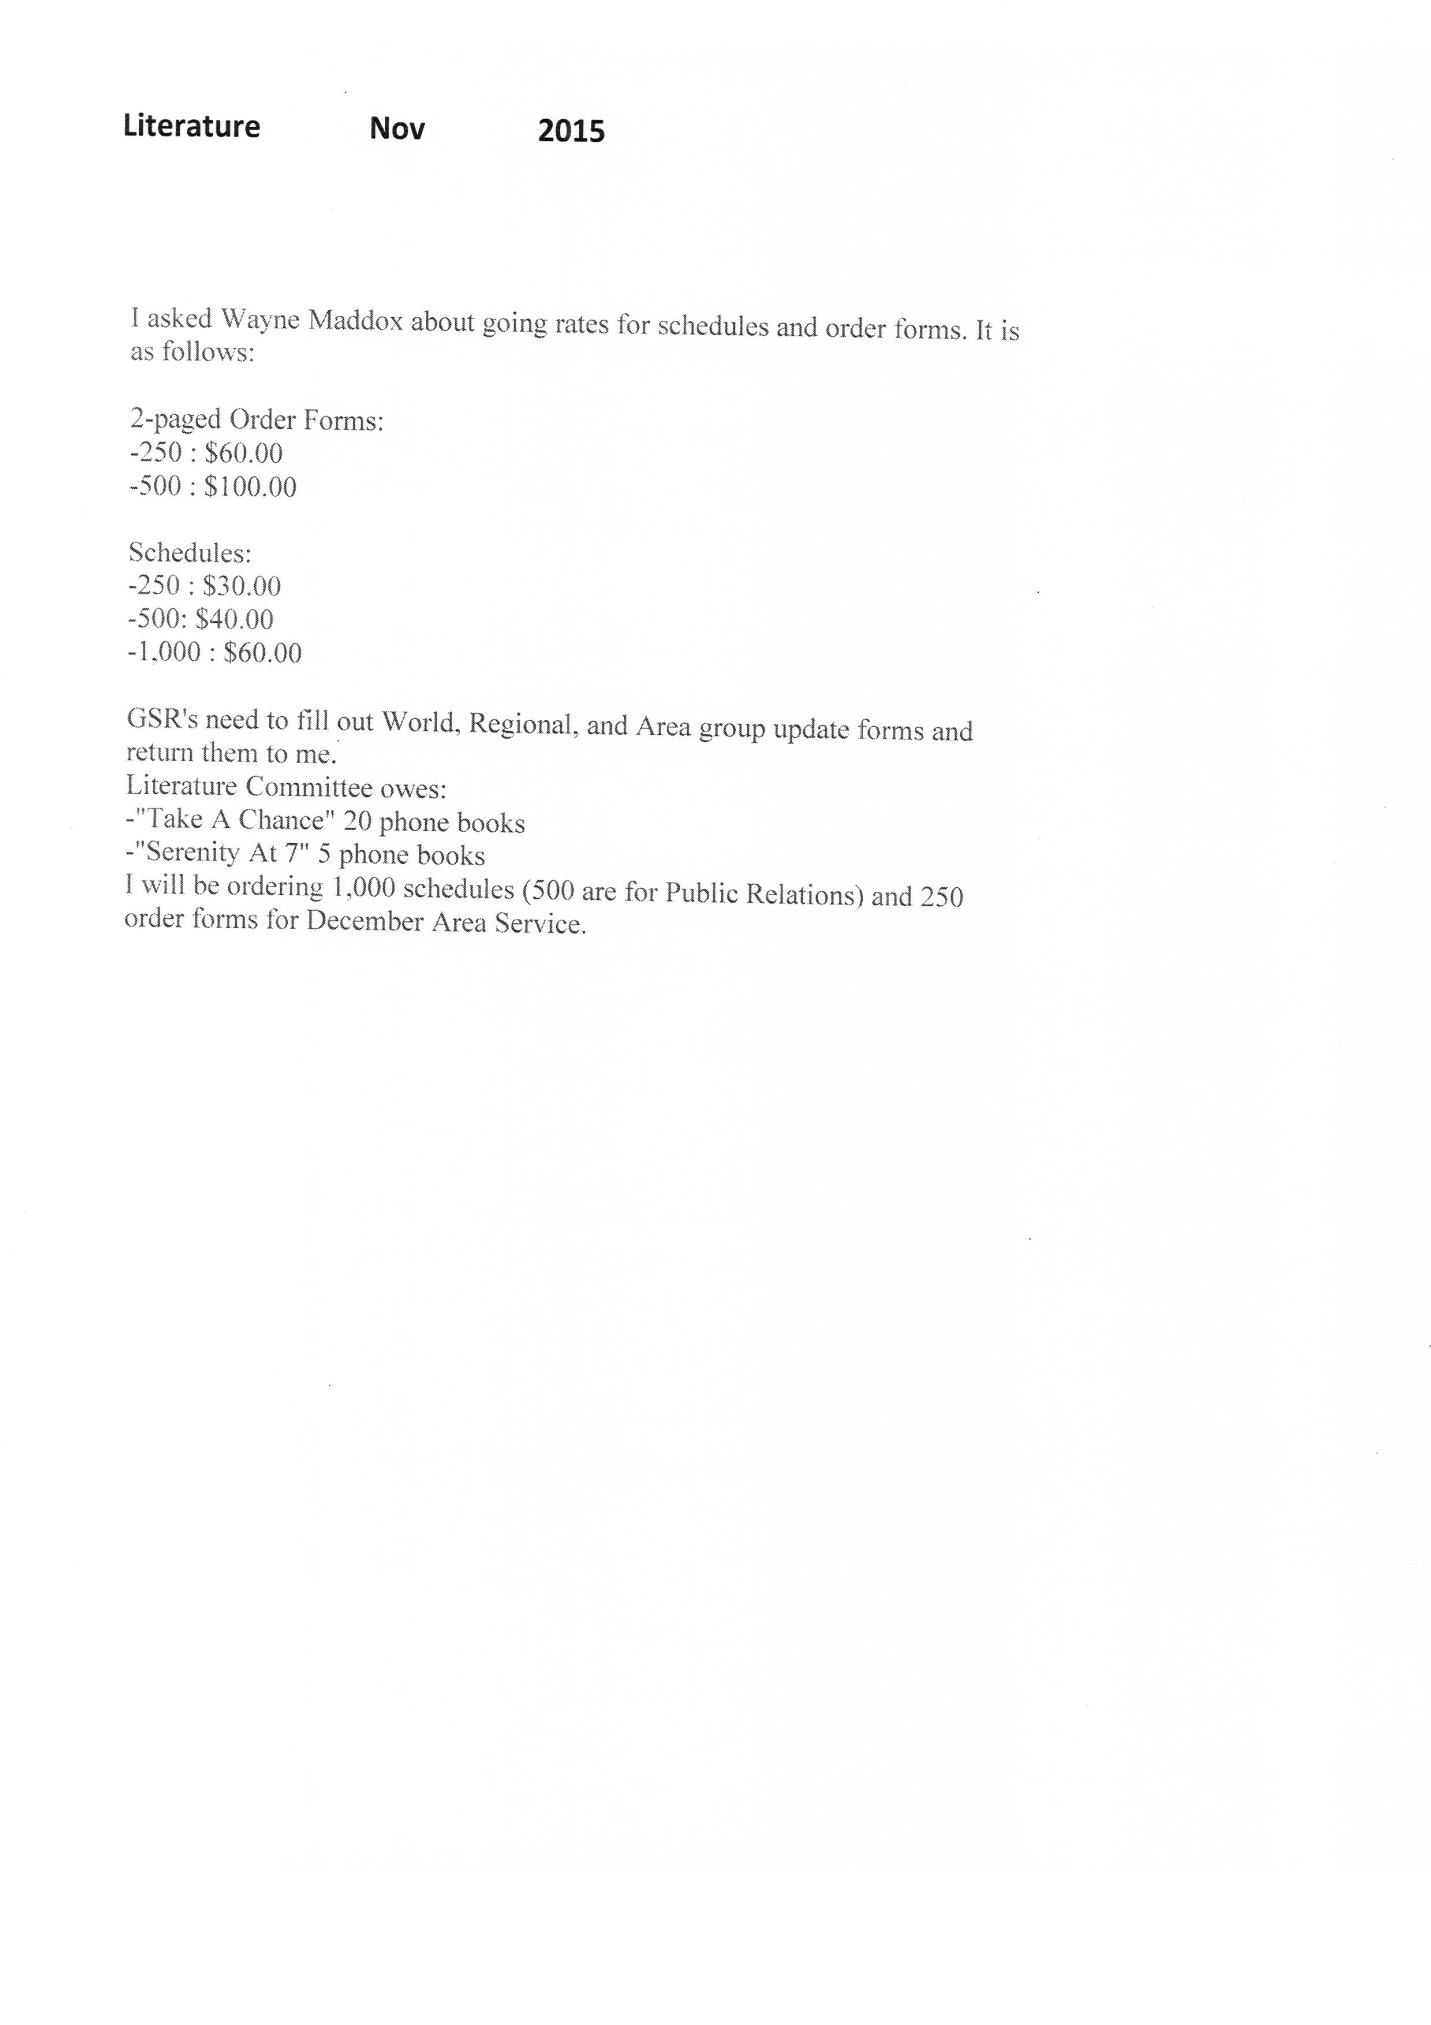 Literature Nov 2015
I asked Wayne Maddox about going rates for schedules and order forms. It is
as follows:
2-paged Order Forms:
-250 : $60.00
-500 : $100.00
Schedules:
-250 : $30.00
-500: $40.00
-1,000 : $60.00
GSR's need to fill out World, Regional, and Area group update forms and
return them to me.
Literature Committee owes:
-"Take A Chance" 20 phone books
-"Serenity At 7" 5 phone books
I will be ordering 1,000 schedules (500 are for Public Relations) and 250
order forms for December Area Service.